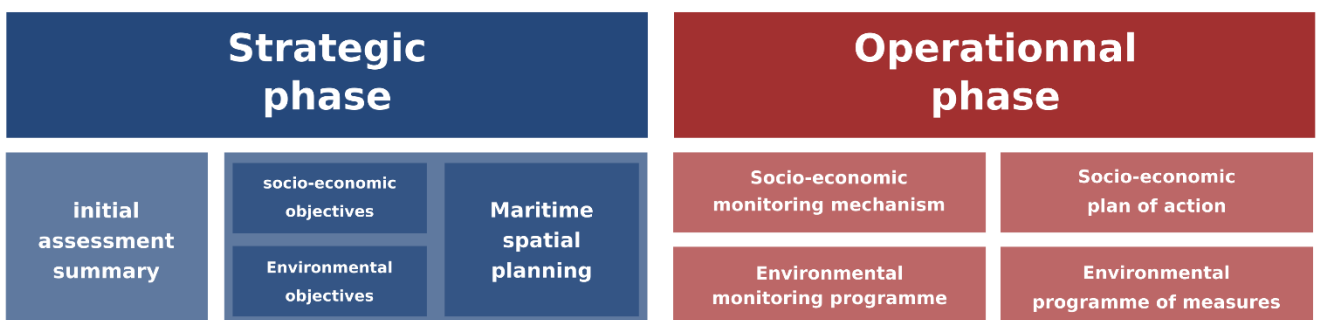 Strategic
phase
Operationnal
phase
initial
assessment
summary
socio-economic
objectives
Environmental
objectives
Maritime
spatial
planning
Socio-economic
monitoring mechanism
Socio-economic
plan of action
Environmental
monitoring programme
Environmental
programme of measures